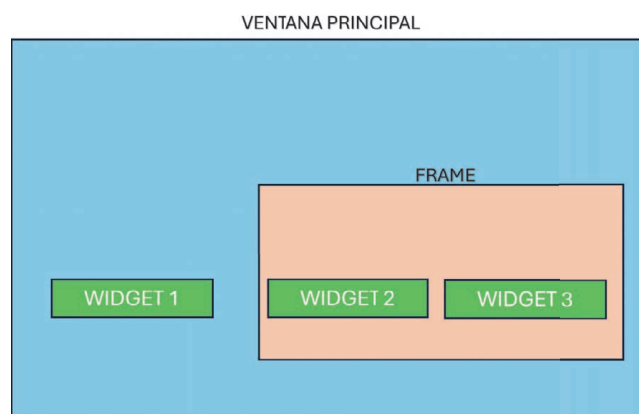 VENTANA PRINCIPAL
FRAME
WIDGET 1
WIDGET 2
WIDGET 3